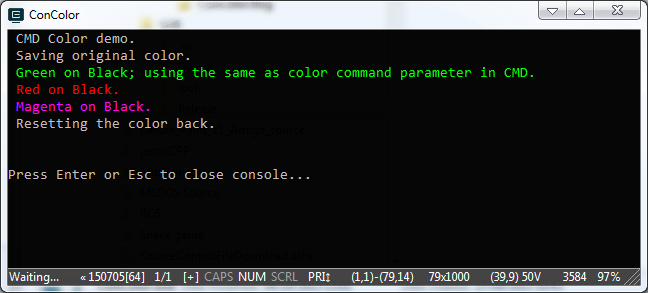 ConColor
CMD Color demo.
Saving original color.
Green on Black; using the same as color command parameter in CMD.
Red on Black.
Magenta on Black.
Resetting the color back.
Press Enter or Esc to close console...
Waiting... «150705[64] 1/1 [+] CAPS NUM SCRL PRI↕ (1,1)-(79,14) 79x1000 (39,9) 50V 3584 97%